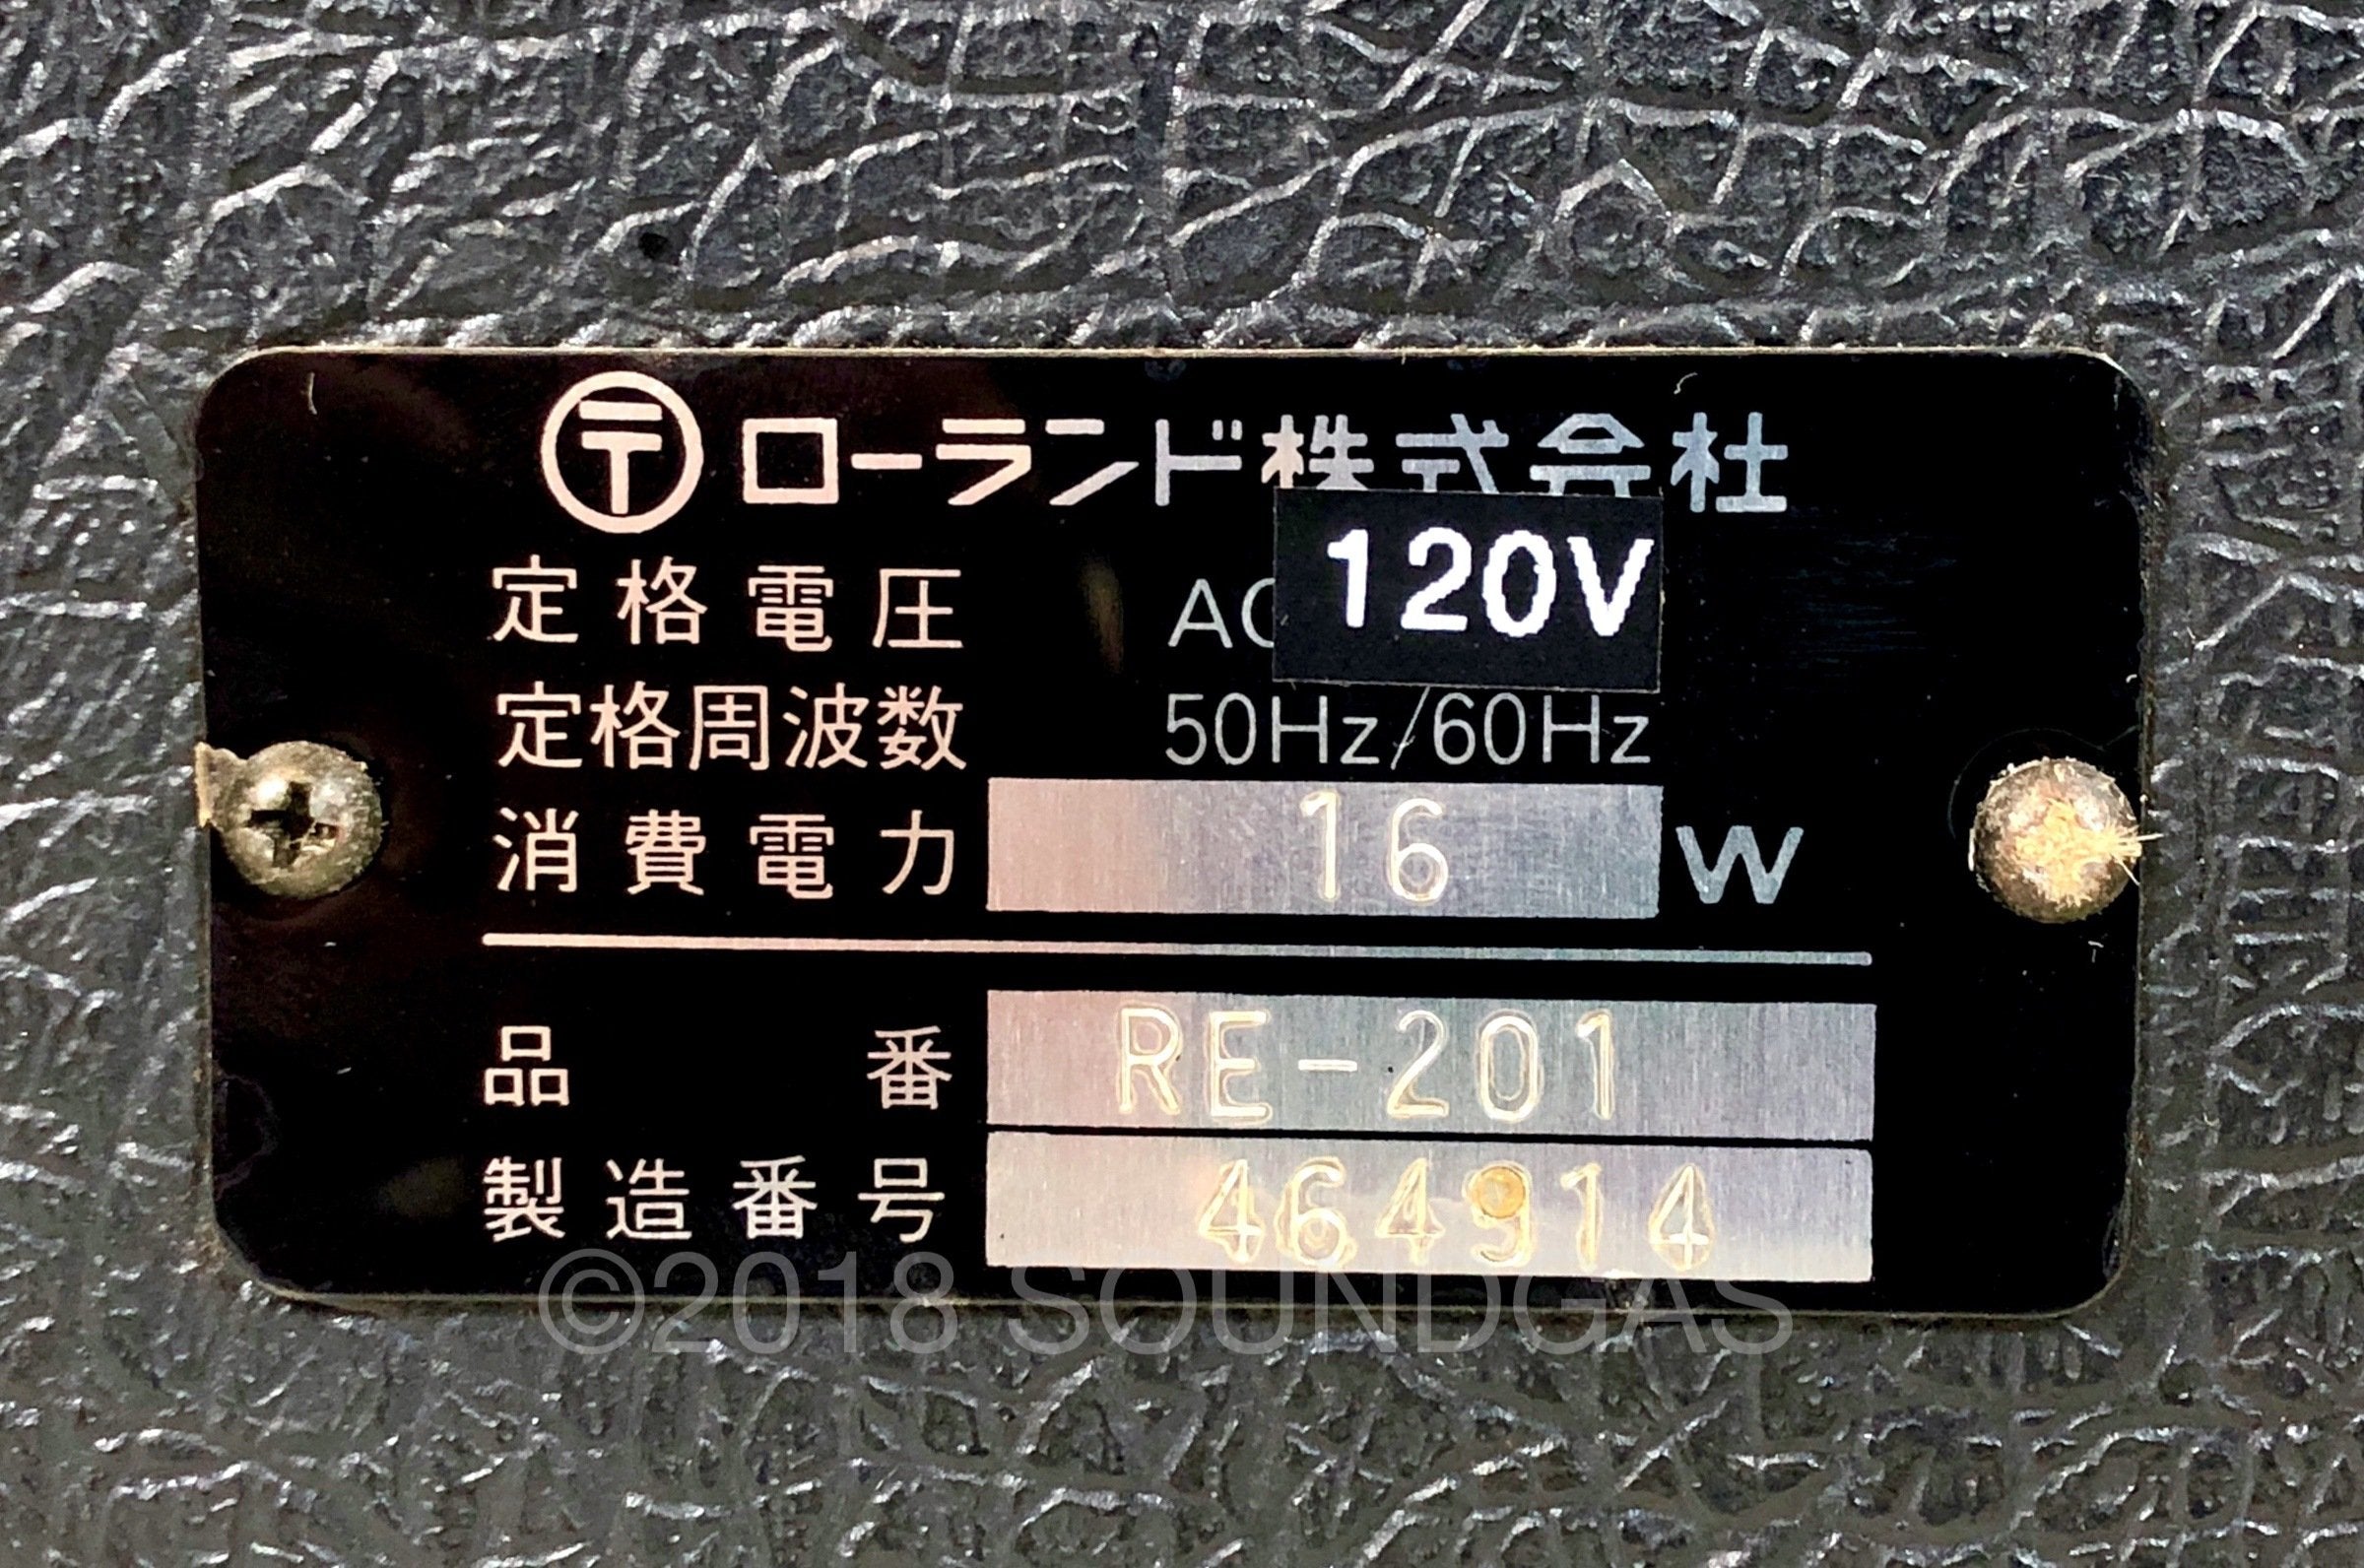 〒ローランド株式会社
定格電圧 AC 120V
定格周波数 50Hz/60Hz
消費電力 16 W
品番 RE-201
製造番号 464914
©2018 SOUNDGAS